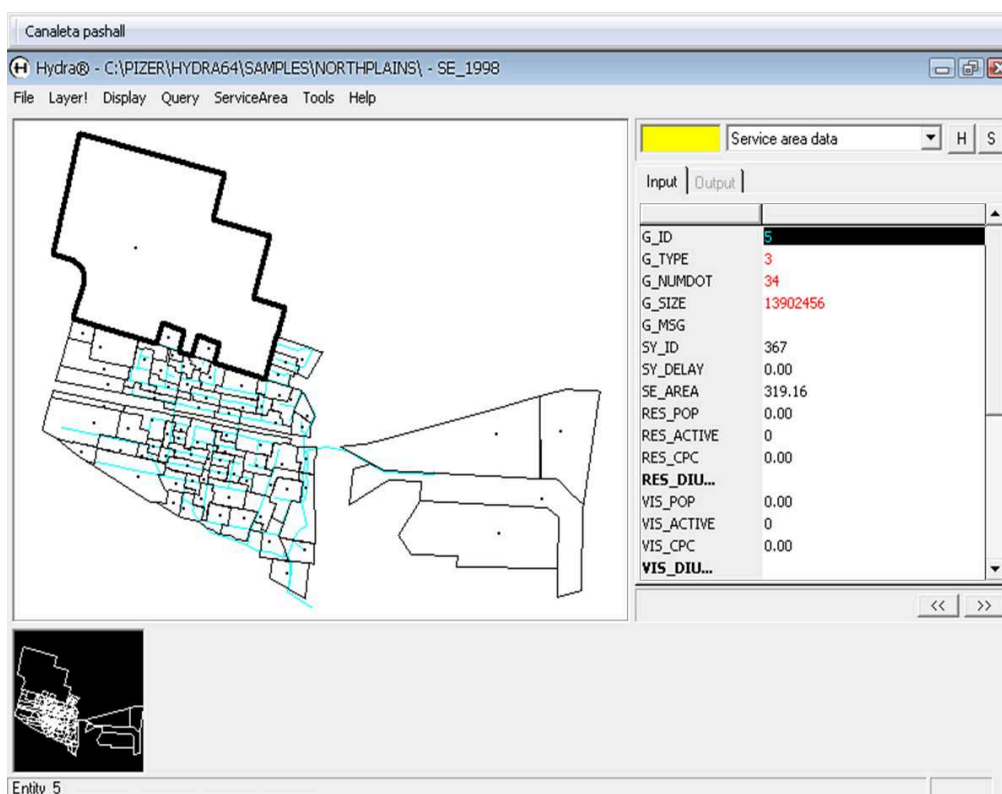 Canaleta pashall
Hydra® - C:\PIZER\HYDRA64\SAMPLES\NORTHPLAINS\ - SE_1998
File Layer! Display Query ServiceArea Tools Help
Service area data H S
Input Output
G_ID 5
G_TYPE 3
G_NUMDOT 34
G_SIZE 13902456
G_MSG
SY_ID 367
SY_DELAY 0.00
SE_AREA 319.16
RES_POP 0.00
RES_ACTIVE 0
RES_CPC 0.00
RES_DIU...
VIS_POP 0.00
VIS_ACTIVE 0
VIS_CPC 0.00
VIS_DIU...
<< >>
Entity 5